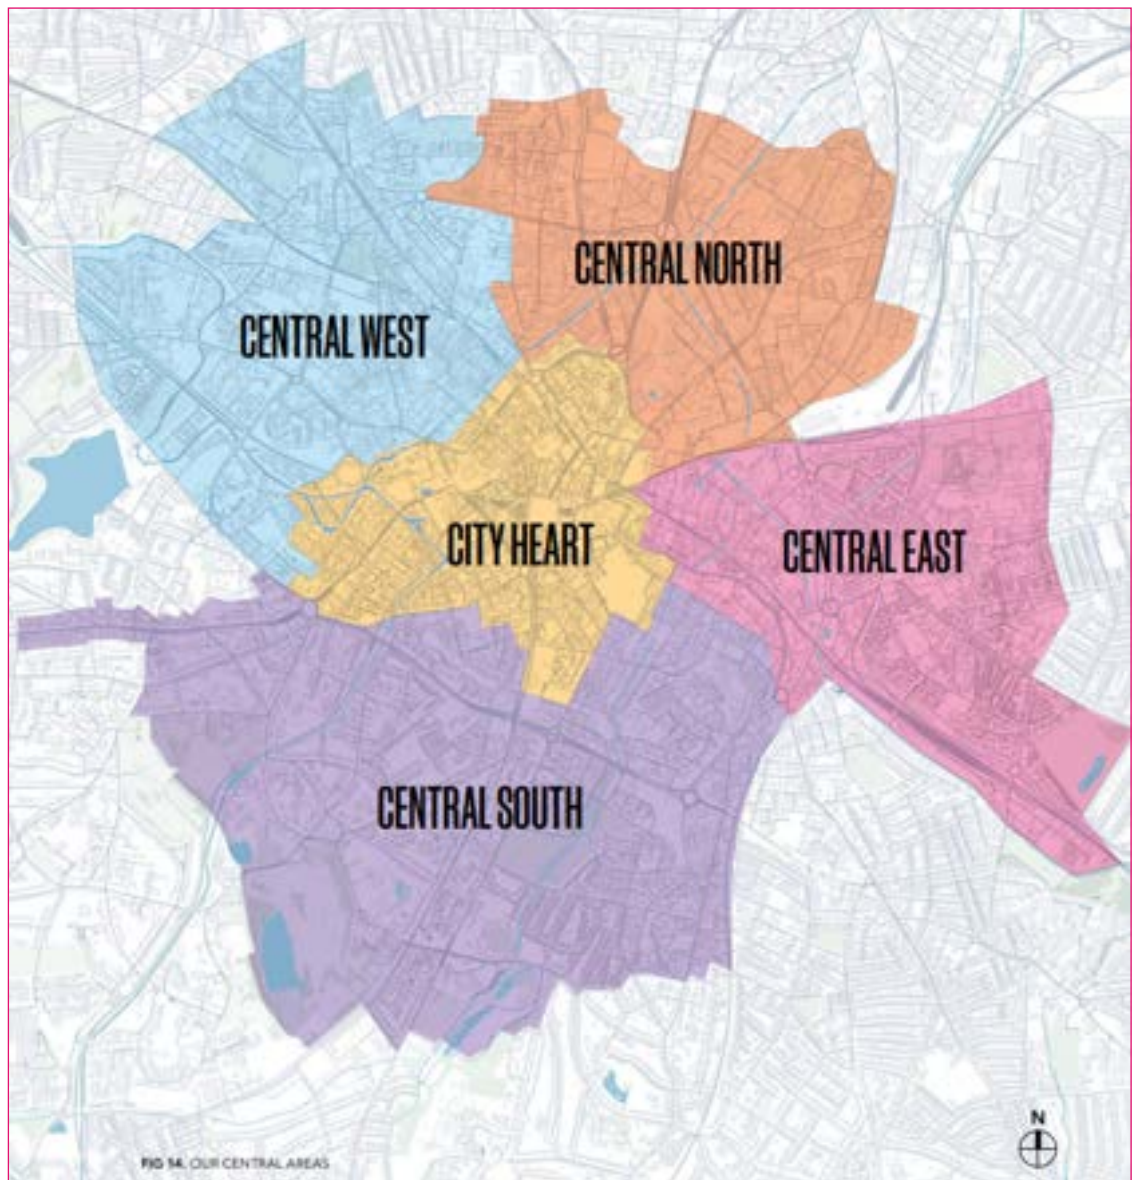 CENTRAL NORTH
CENTRAL WEST
CITY HEART
CENTRAL EAST
CENTRAL SOUTH
N
FIG 14. OUR CENTRAL AREAS